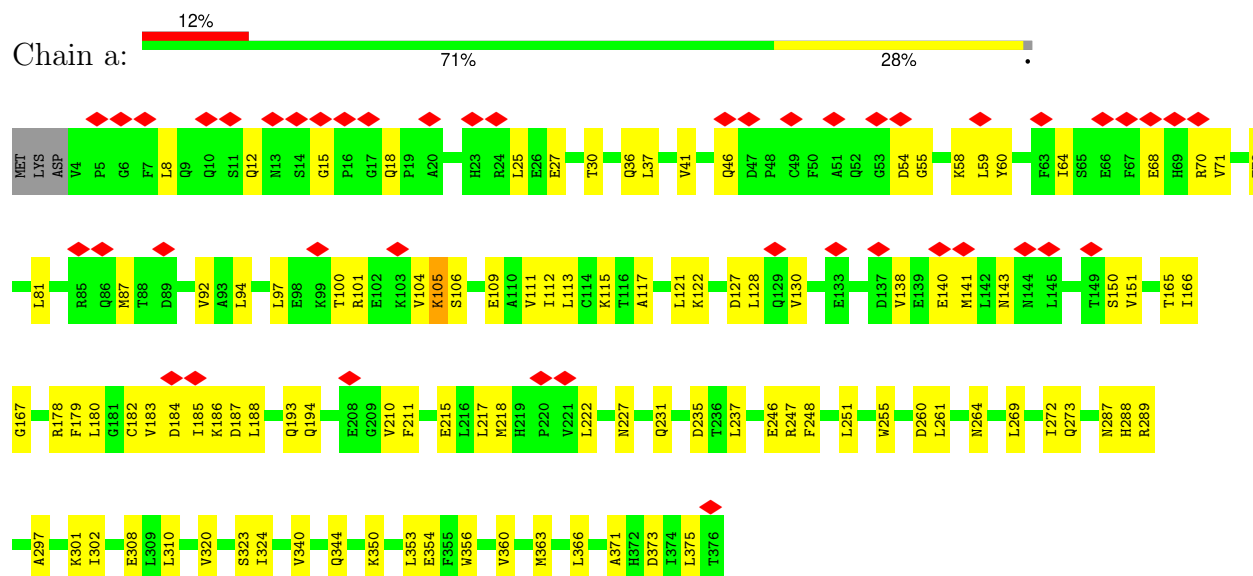 12%
Chain a:
71% 28% •
MET LYS ASP V4 P5 G6 F7 L8 Q9 Q10 S11 Q12 N13 S14 G15 P16 G17 Q18 P19 A20 H23 R24 L25 E26 E27 T30 Q36 L37 V41 Q46 D47 P48 C49 F50 A51 Q52 G53 D54 G55 K58 L59 Y60 F63 I64 S65 E66 F67 E68 H69 R70 V71
L81 R85 Q86 M87 T88 D89 V92 A93 L94 L97 E98 K99 T100 R101 E102 K103 V104 K105 S106 E109 A110 V111 I112 L113 C114 K115 T116 A117 L121 K122 D127 L128 Q129 V130 E133 D137 V138 E139 E140 M141 L142 N143 N144 L145 T149 S150 V151 T165 I166
G167 R178 F179 L180 G181 C182 V183 D184 I185 K186 D187 L188 Q193 Q194 E208 G209 V210 F211 E215 L216 L217 M218 H219 P220 V221 L222 N227 Q231 D235 T236 L237 E246 R247 F248 L251 W255 D260 L261 N264 L269 I272 Q273 N287 H288 R289
A297 K301 I302 E308 L309 L310 V320 S323 I324 V340 Q344 K350 L353 E354 F355 W356 V360 M363 L366 A371 H372 D373 I374 L375 T376